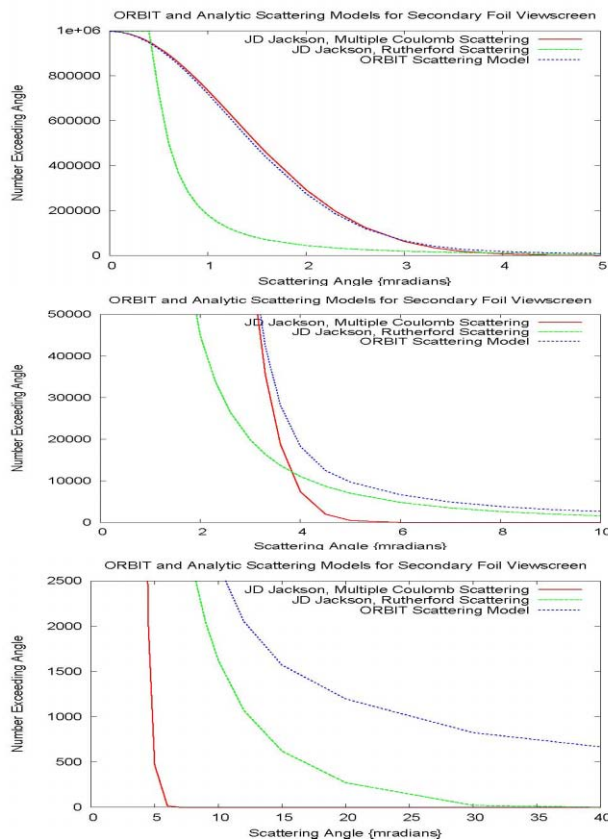 ORBIT and Analytic Scattering Models for Secondary Foil Viewscreen
1e+06
800000
600000
400000
200000
0
Number Exceeding Angle
JD Jackson, Multiple Coulomb Scattering
JD Jackson, Rutherford Scattering
ORBIT Scattering Model
0 1 2 3 4 5
Scattering Angle {mradians}
ORBIT and Analytic Scattering Models for Secondary Foil Viewscreen
50000
40000
30000
20000
10000
0
Number Exceeding Angle
JD Jackson, Multiple Coulomb Scattering
JD Jackson, Rutherford Scattering
ORBIT Scattering Model
0 2 4 6 8 10
Scattering Angle {mradians}
ORBIT and Analytic Scattering Models for Secondary Foil Viewscreen
2500
2000
1500
1000
500
0
Number Exceeding Angle
JD Jackson, Multiple Coulomb Scattering
JD Jackson, Rutherford Scattering
ORBIT Scattering Model
0 5 10 15 20 25 30 35 40
Scattering Angle {mradians}